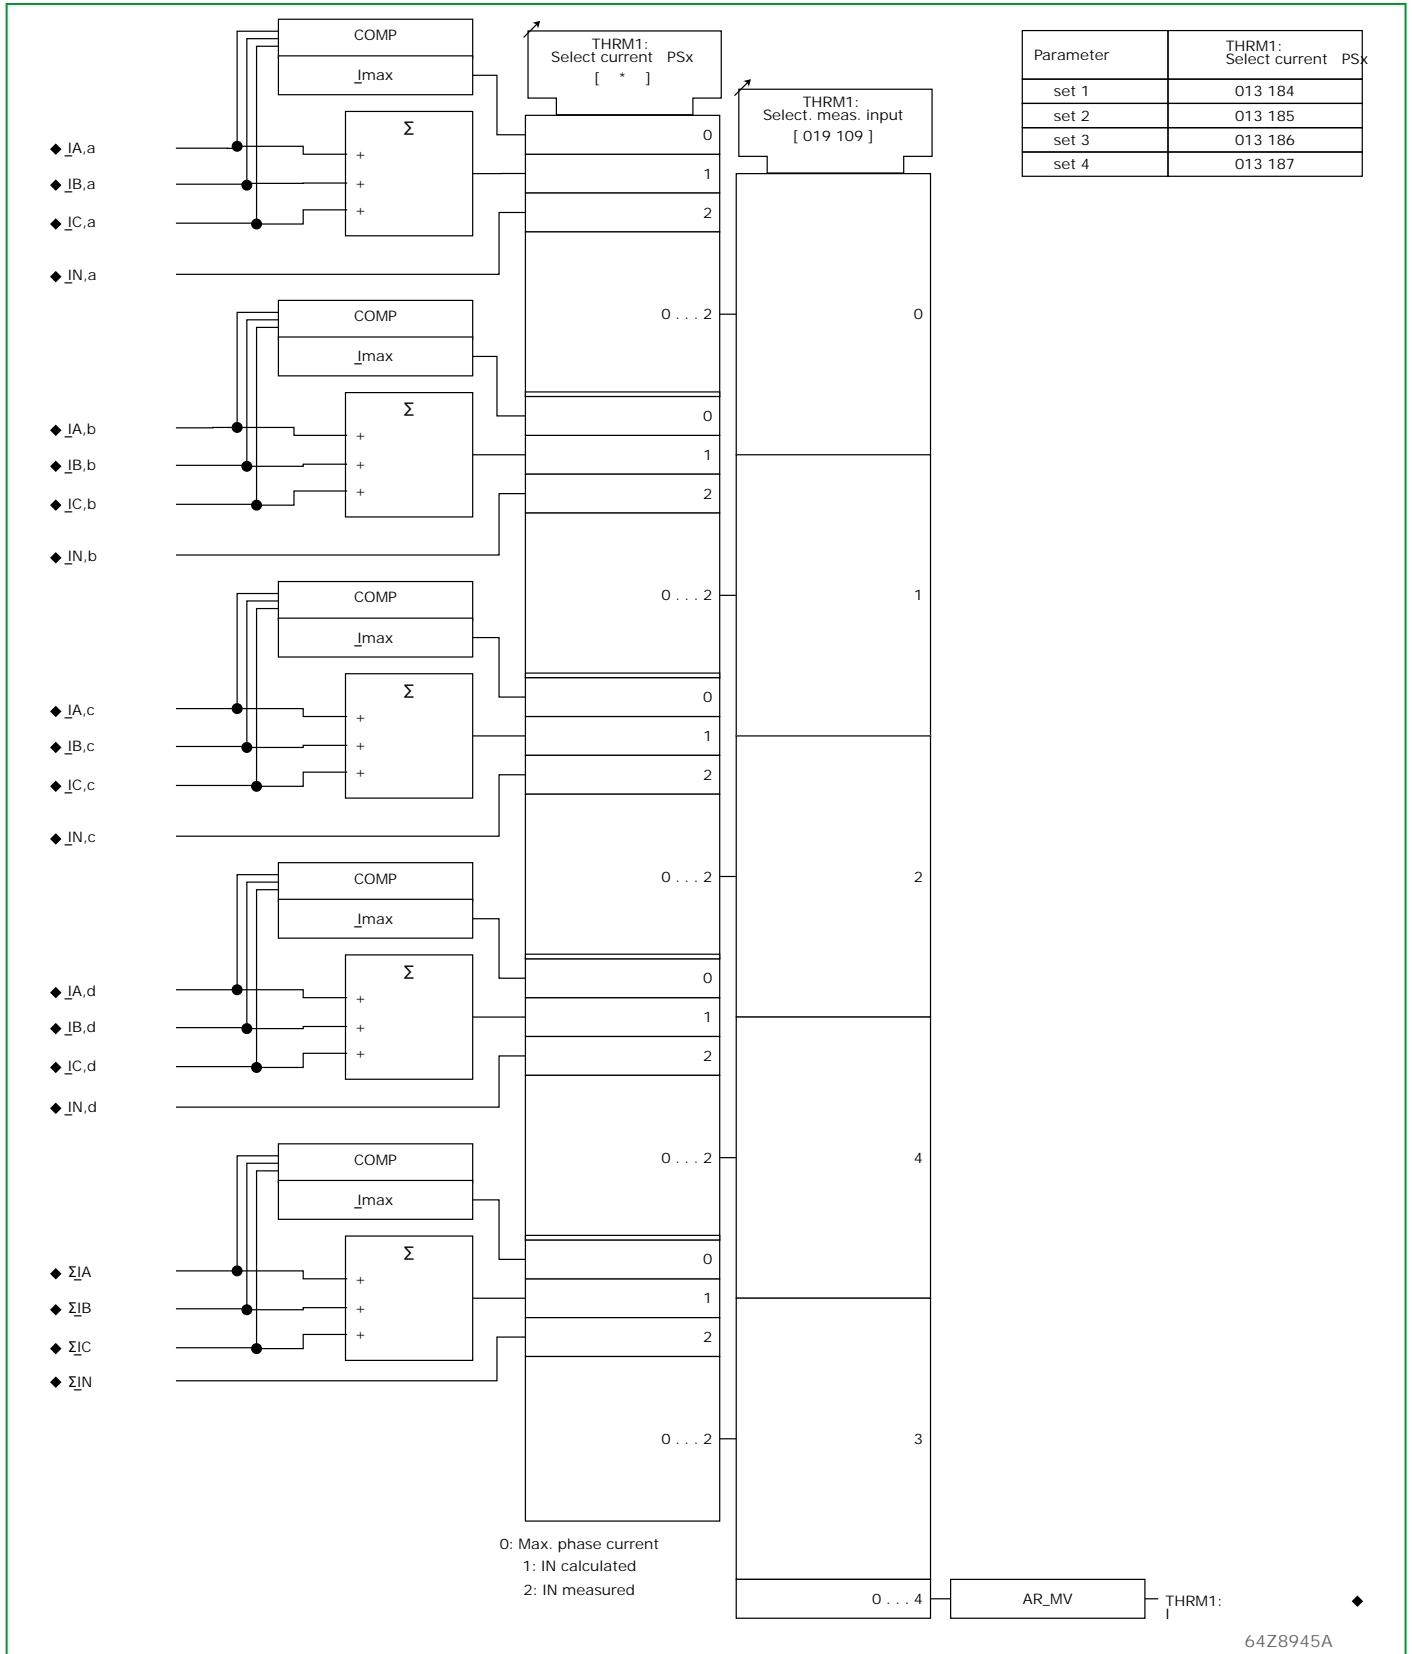 COMP
Imax
Σ
+
+
+
IA,a
IB,a
IC,a
IN,a
COMP
Imax
Σ
+
+
+
IA,b
IB,b
IC,b
IN,b
COMP
Imax
Σ
+
+
+
IA,c
IB,c
IC,c
IN,c
COMP
Imax
Σ
+
+
+
IA,d
IB,d
IC,d
IN,d
COMP
Imax
Σ
+
+
+
ΣIA
ΣIB
ΣIC
ΣIN
THRM1:
Select current PSx
[ * ]
0
1
2
0 . . . 2
0
1
2
0 . . . 2
0
1
2
0 . . . 2
0
1
2
0 . . . 2
0
1
2
0 . . . 2
0: Max. phase current
1: IN calculated
2: IN measured
THRM1:
Select. meas. input
[ 019 109 ]
0
1
2
4
3
0 . . . 4
AR_MV
THRM1:
I
Parameter THRM1: Select current PSx
set 1 013 184
set 2 013 185
set 3 013 186
set 4 013 187
64Z8945A